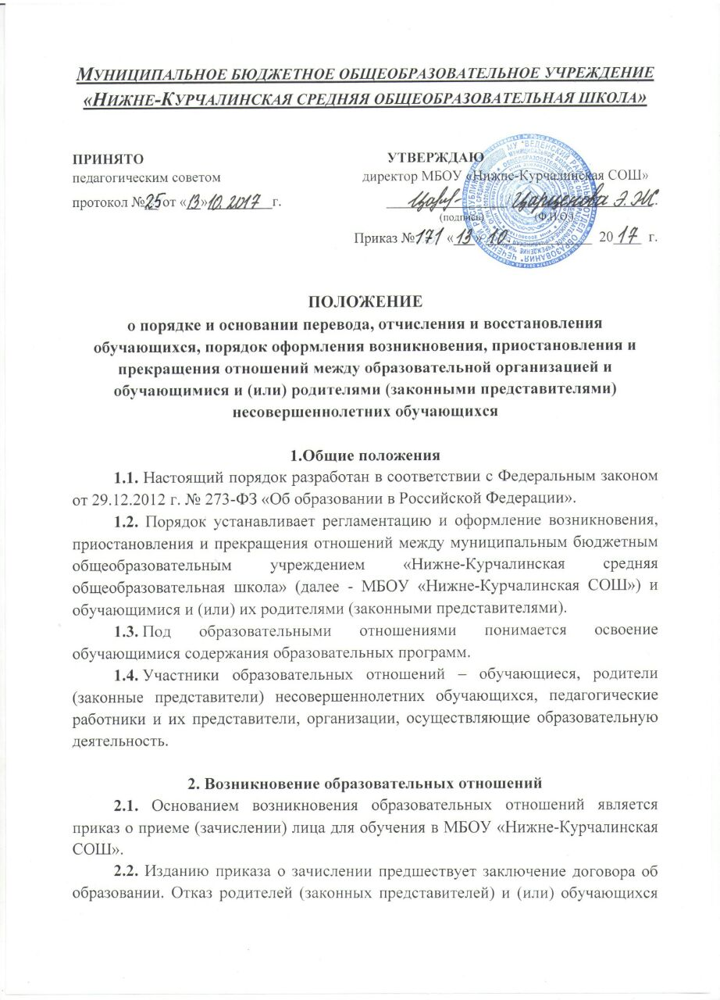 МУНИЦИПАЛЬНОЕ БЮДЖЕТНОЕ ОБЩЕОБРАЗОВАТЕЛЬНОЕ УЧРЕЖДЕНИЕ
«НИЖНЕ-КУРЧАЛИНСКАЯ СРЕДНЯЯ ОБЩЕОБРАЗОВАТЕЛЬНАЯ ШКОЛА»
ПРИНЯТО
педагогическим советом
протокол №25 от «13»10.2017 г.
УТВЕРЖДАЮ
директор МБОУ «Нижне-Курчалинская СОШ»
Э.Ж.
(подпись) (Ф.И.О.)
Приказ №171 «13» 10. 2017 г.
МУ "ВЕДЕНСКИЙ РАЙОННЫЙ ОТДЕЛ ОБРАЗОВАНИЯ"
ПОЛОЖЕНИЕ
о порядке и основании перевода, отчисления и восстановления
обучающихся, порядок оформления возникновения, приостановления и
прекращения отношений между образовательной организацией и
обучающимися и (или) родителями (законными представителями)
несовершеннолетних обучающихся
1.Общие положения
1.1. Настоящий порядок разработан в соответствии с Федеральным законом
от 29.12.2012 г. № 273-ФЗ «Об образовании в Российской Федерации».
1.2. Порядок устанавливает регламентацию и оформление возникновения,
приостановления и прекращения отношений между муниципальным бюджетным
общеобразовательным учреждением «Нижне-Курчалинская средняя
общеобразовательная школа» (далее - МБОУ «Нижне-Курчалинская СОШ») и
обучающимися и (или) их родителями (законными представителями).
1.3. Под образовательными отношениями понимается освоение
обучающимися содержания образовательных программ.
1.4. Участники образовательных отношений – обучающиеся, родители
(законные представители) несовершеннолетних обучающихся, педагогические
работники и их представители, организации, осуществляющие образовательную
деятельность.
2. Возникновение образовательных отношений
2.1. Основанием возникновения образовательных отношений является
приказ о приеме (зачислении) лица для обучения в МБОУ «Нижне-Курчалинская
СОШ».
2.2. Изданию приказа о зачислении предшествует заключение договора об
образовании. Отказ родителей (законных представителей) и (или) обучающихся